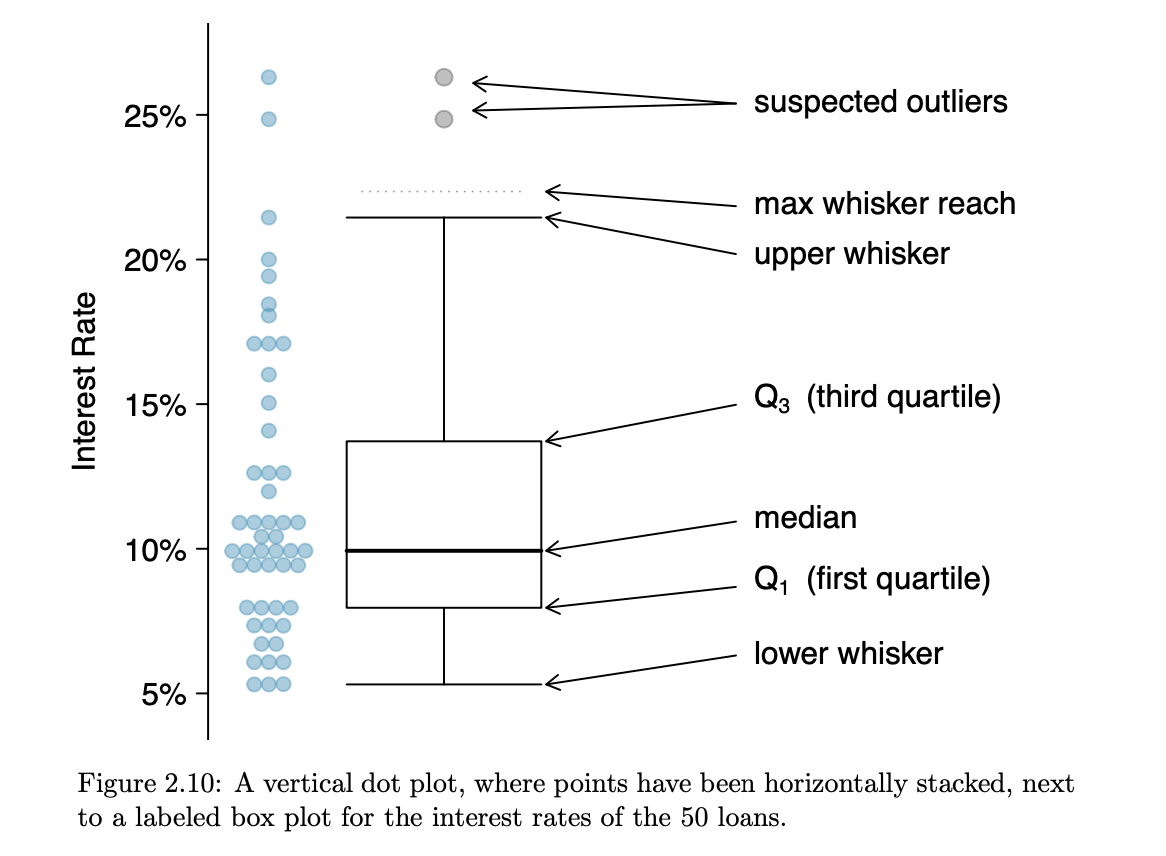 suspected outliers
25%
max whisker reach
upper whisker
20%
Interest Rate
Q3 (third quartile)
15%
median
10%
Q1 (first quartile)
lower whisker
5%
Figure 2.10: A vertical dot plot, where points have been horizontally stacked, next
to a labeled box plot for the interest rates of the 50 loans.